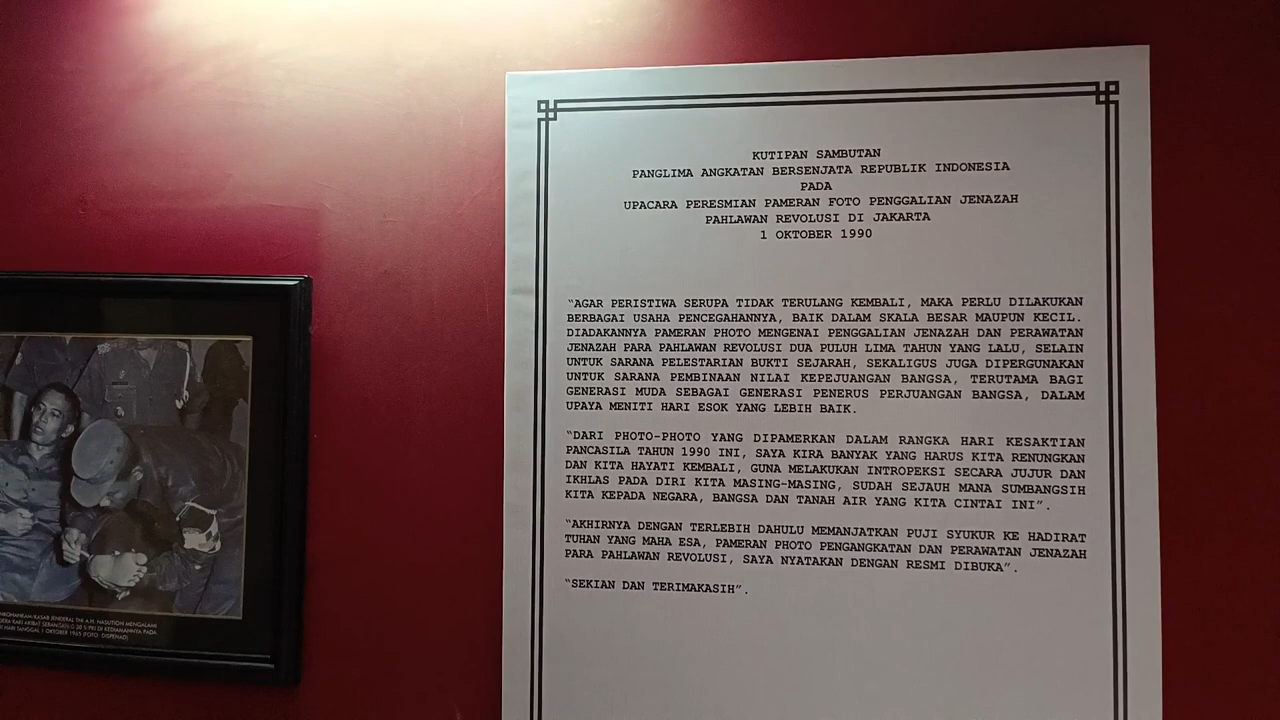 KUTIPAN SAMBUTAN
PANGLIMA ANGKATAN BERSENJATA REPUBLIK INDONESIA
PADA
UPACARA PERESMIAN PAMERAN FOTO PENGGALIAN JENAZAH
PAHLAWAN REVOLUSI DI JAKARTA
1 OKTOBER 1990
“AGAR PERISTIWA SERUPA TIDAK TERULANG KEMBALI, MAKA PERLU DILAKUKAN
BERBAGAI USAHA PENCEGAHANNYA, BAIK DALAM SKALA BESAR MAUPUN KECIL.
DIADAKANNYA PAMERAN PHOTO MENGENAI PENGGALIAN JENAZAH DAN PERAWATAN
JENAZAH PARA PAHLAWAN REVOLUSI DUA PULUH LIMA TAHUN YANG LALU, SELAIN
UNTUK SARANA PELESTARIAN BUKTI SEJARAH, SEKALIGUS JUGA DIPERGUNAKAN
UNTUK SARANA PEMBINAAN NILAI KEPEJUANGAN BANGSA, TERUTAMA BAGI
GENERASI MUDA SEBAGAI GENERASI PENERUS PERJUANGAN BANGSA, DALAM
UPAYA MENITI HARI ESOK YANG LEBIH BAIK.
“DARI PHOTO-PHOTO YANG DIPAMERKAN DALAM RANGKA HARI KESAKTIAN
PANCASILA TAHUN 1990 INI, SAYA KIRA BANYAK YANG HARUS KITA RENUNGKAN
DAN KITA HAYATI KEMBALI, GUNA MELAKUKAN INTROPEKSI SECARA JUJUR DAN
IKHLAS PADA DIRI KITA MASING-MASING, SUDAH SEJAUH MANA SUMBANGSIH
KITA KEPADA NEGARA, BANGSA DAN TANAH AIR YANG KITA CINTAI INI”.
“AKHIRNYA DENGAN TERLEBIH DAHULU MEMANJATKAN PUJI SYUKUR KE HADIRAT
TUHAN YANG MAHA ESA, PAMERAN PHOTO PENGANGKATAN DAN PERAWATAN JENAZAH
PARA PAHLAWAN REVOLUSI, SAYA NYATAKAN DENGAN RESMI DIBUKA”.
“SEKIAN DAN TERIMAKASIH”.
JENDERAL TNI A.H. NASUTION MENGALAMI
KAKI AKIBAT SERANGAN G 30 S/PKI DI KEDIAMANNYA PADA
HARI TANGGAL 1 OKTOBER 1965 (FOTO: DISPENAD)